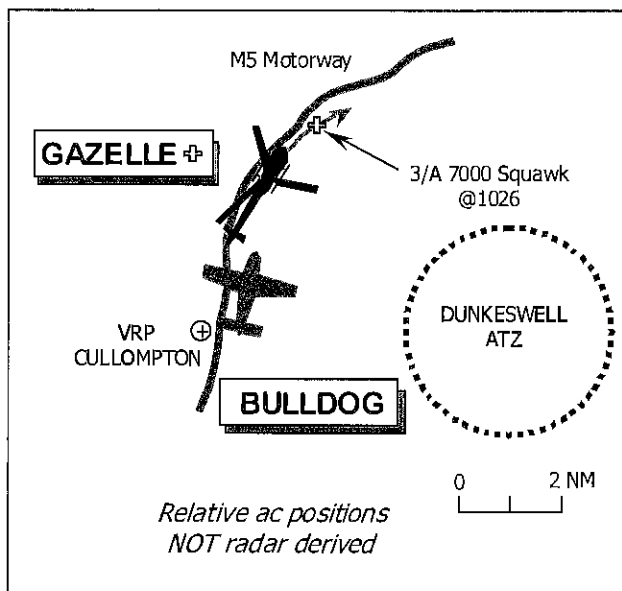 M5 Motorway
GAZELLE
3/A 7000 Squawk
@1026
DUNKESWELL
ATZ
VRP
CULLOMPTON
BULLDOG
0 2 NM
Relative ac positions
NOT radar derived